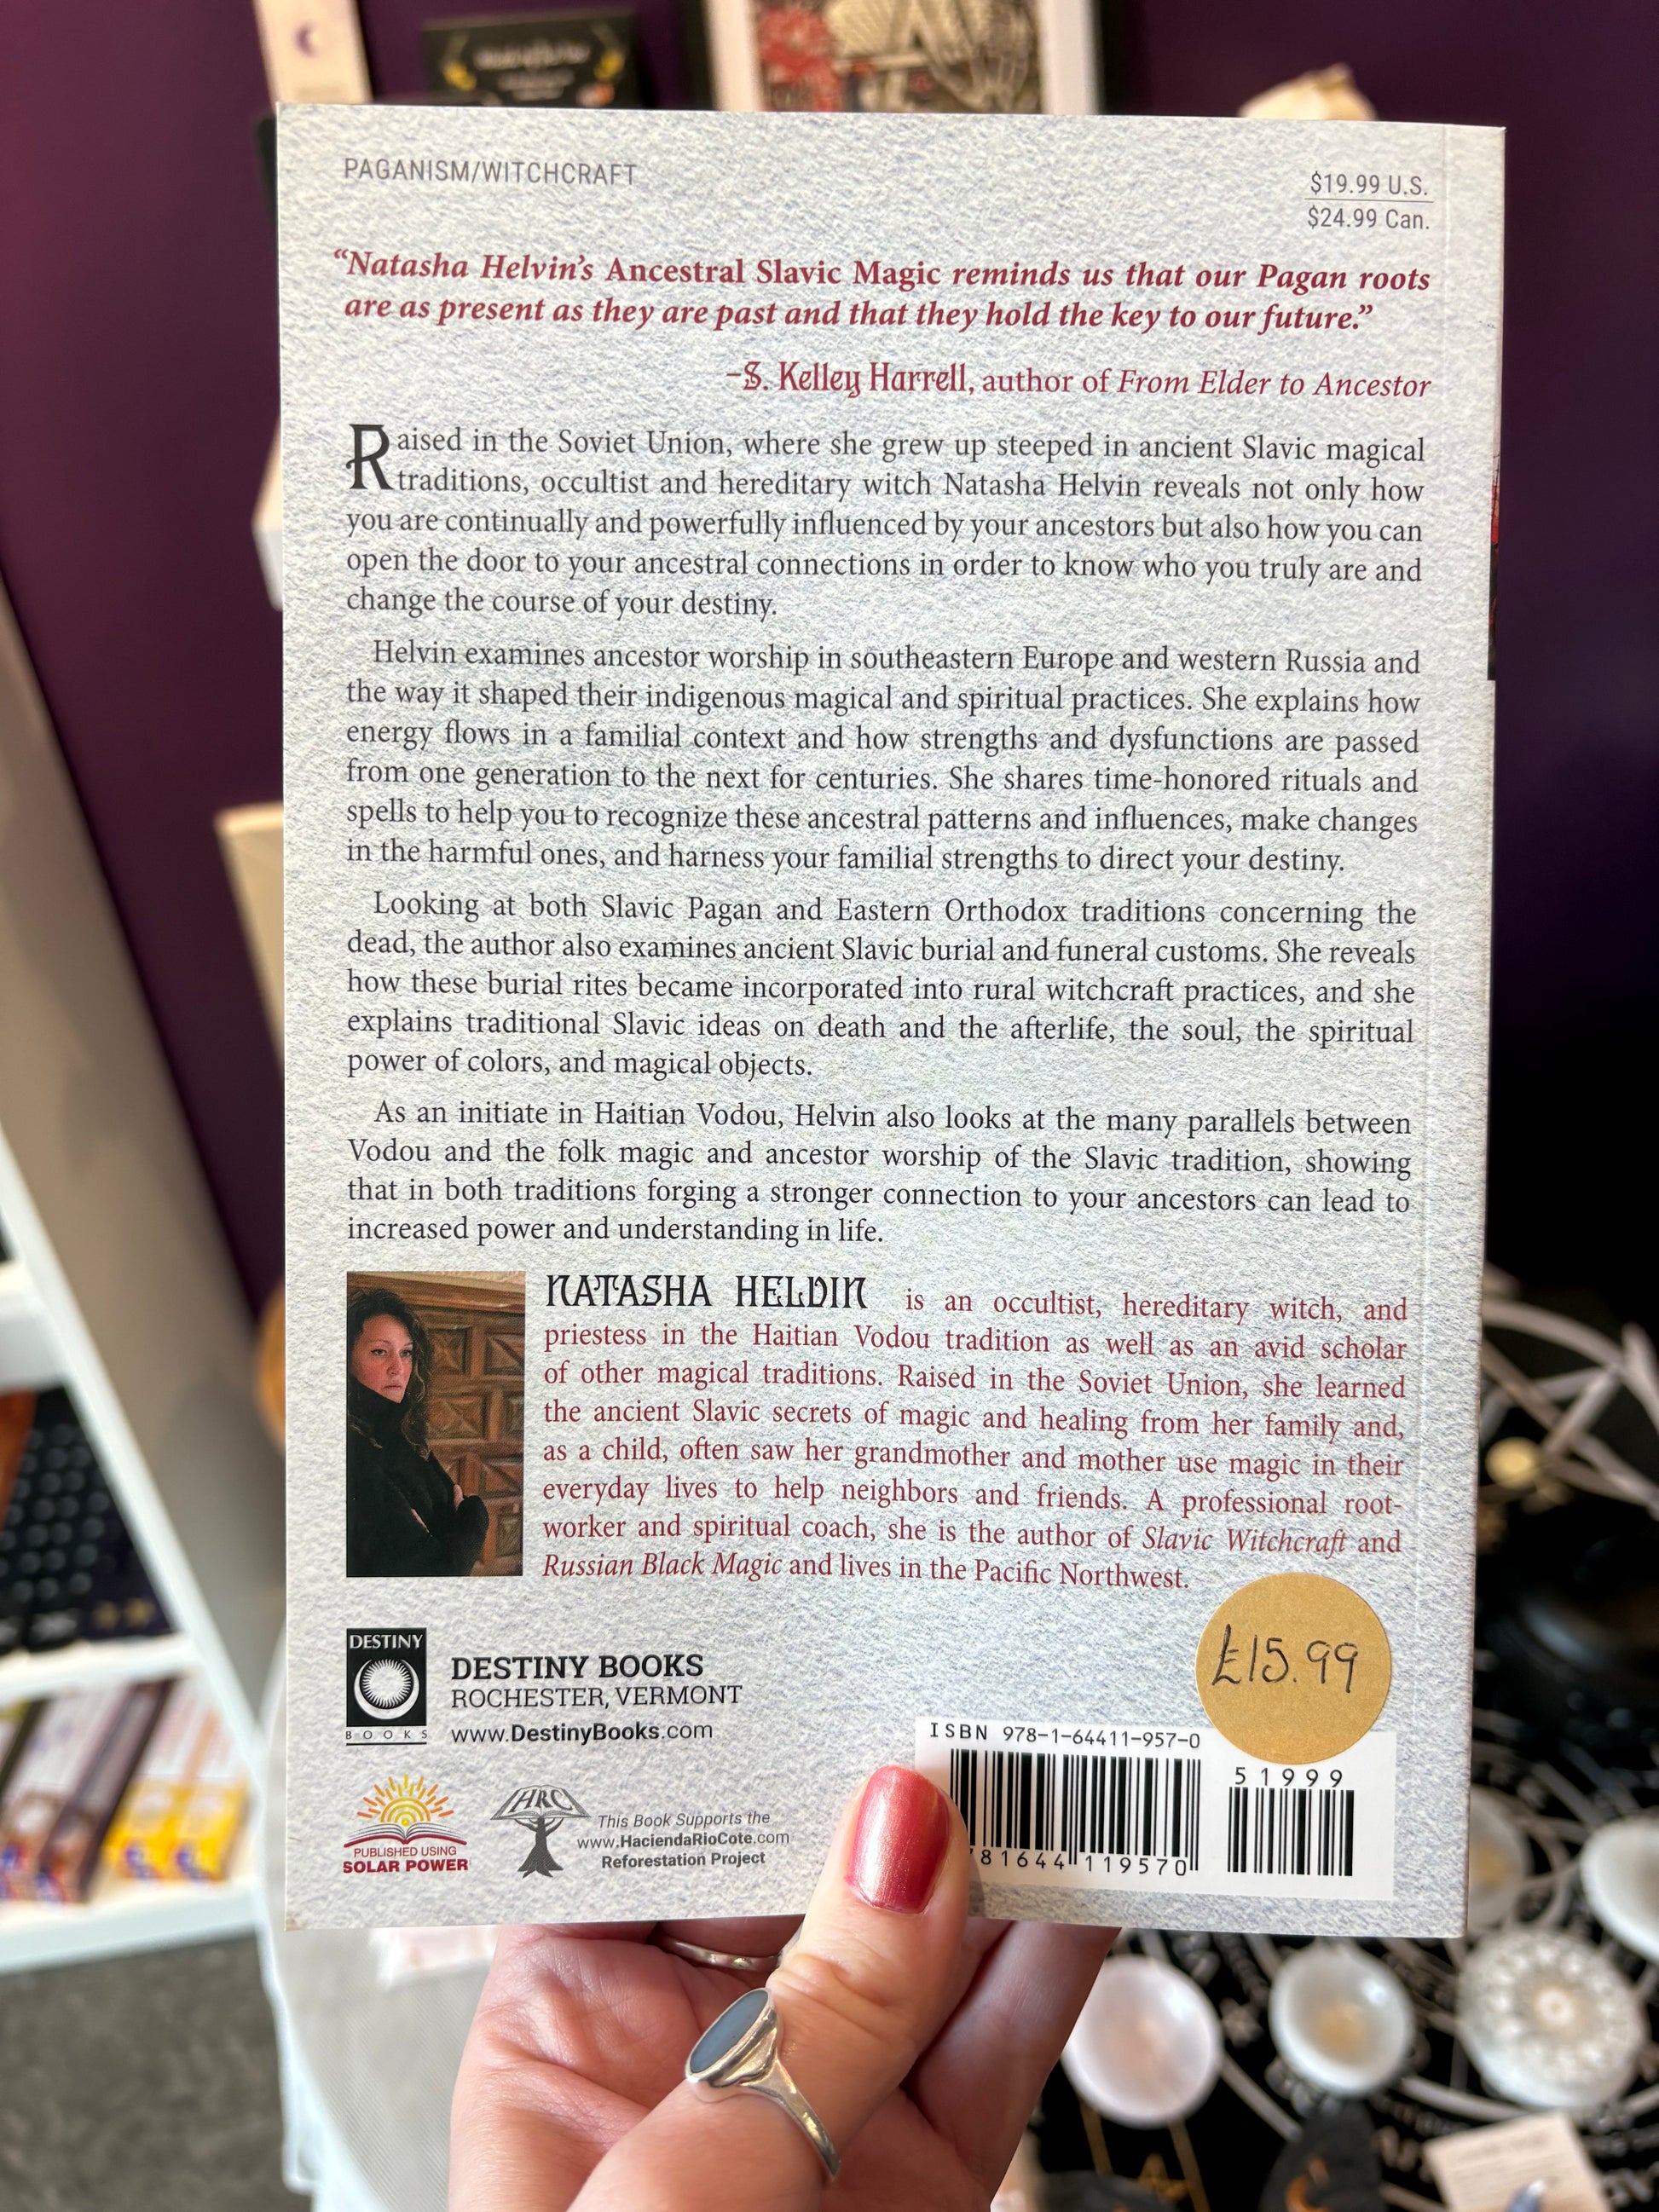 PAGANISM/WITCHCRAFT
$19.99 U.S.
$24.99 Can.
“Natasha Helvin’s Ancestral Slavic Magic reminds us that our Pagan roots
are as present as they are past and that they hold the key to our future.”
–S. Kelley Harrell, author of From Elder to Ancestor
Raised in the Soviet Union, where she grew up steeped in ancient Slavic magical
traditions, occultist and hereditary witch Natasha Helvin reveals not only how
you are continually and powerfully influenced by your ancestors but also how you can
open the door to your ancestral connections in order to know who you truly are and
change the course of your destiny.
Helvin examines ancestor worship in southeastern Europe and western Russia and
the way it shaped their indigenous magical and spiritual practices. She explains how
energy flows in a familial context and how strengths and dysfunctions are passed
from one generation to the next for centuries. She shares time-honored rituals and
spells to help you to recognize these ancestral patterns and influences, make changes
in the harmful ones, and harness your familial strengths to direct your destiny.
Looking at both Slavic Pagan and Eastern Orthodox traditions concerning the
dead, the author also examines ancient Slavic burial and funeral customs. She reveals
how these burial rites became incorporated into rural witchcraft practices, and she
explains traditional Slavic ideas on death and the afterlife, the soul, the spiritual
power of colors, and magical objects.
As an initiate in Haitian Vodou, Helvin also looks at the many parallels between
Vodou and the folk magic and ancestor worship of the Slavic tradition, showing
that in both traditions forging a stronger connection to your ancestors can lead to
increased power and understanding in life.
NATASHA HELVIN is an occultist, hereditary witch, and
priestess in the Haitian Vodou tradition as well as an avid scholar
of other magical traditions. Raised in the Soviet Union, she learned
the ancient Slavic secrets of magic and healing from her family and,
as a child, often saw her grandmother and mother use magic in their
everyday lives to help neighbors and friends. A professional root-
worker and spiritual coach, she is the author of Slavic Witchcraft and
Russian Black Magic and lives in the Pacific Northwest.
£15.99
DESTINY
BOOKS
DESTINY BOOKS
ROCHESTER, VERMONT
www.DestinyBooks.com
ISBN 978-1-64411-957-0
51999
81644 119570
PUBLISHED USING
SOLAR POWER
HRC
This Book Supports the
www.HaciendaRioCote.com
Reforestation Project